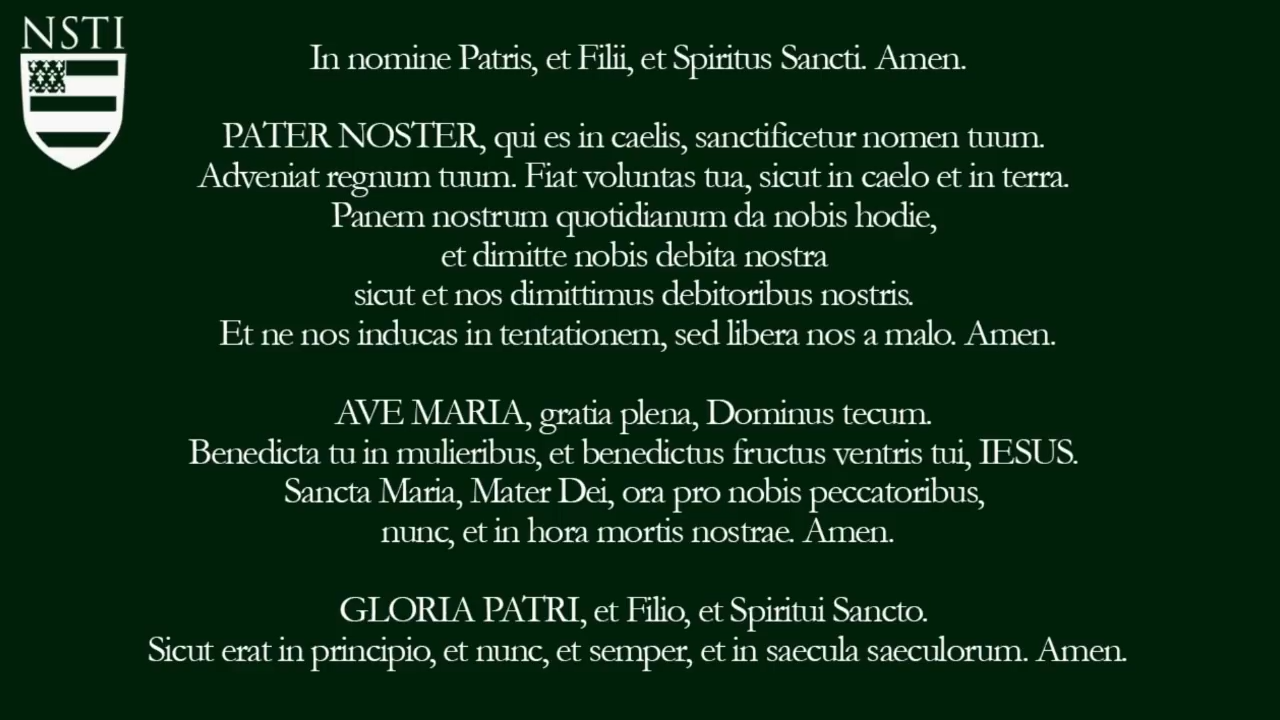 NSTI
In nomine Patris, et Filii, et Spiritus Sancti. Amen.
PATER NOSTER, qui es in caelis, sanctificetur nomen tuum.
Adveniat regnum tuum. Fiat voluntas tua, sicut in caelo et in terra.
Panem nostrum quotidianum da nobis hodie,
et dimitte nobis debita nostra
sicut et nos dimittimus debitoribus nostris.
Et ne nos inducas in tentationem, sed libera nos a malo. Amen.
AVE MARIA, gratia plena, Dominus tecum.
Benedicta tu in mulieribus, et benedictus fructus ventris tui, IESUS.
Sancta Maria, Mater Dei, ora pro nobis peccatoribus,
nunc, et in hora mortis nostrae. Amen.
GLORIA PATRI, et Filio, et Spiritui Sancto.
Sicut erat in principio, et nunc, et semper, et in saecula saeculorum. Amen.